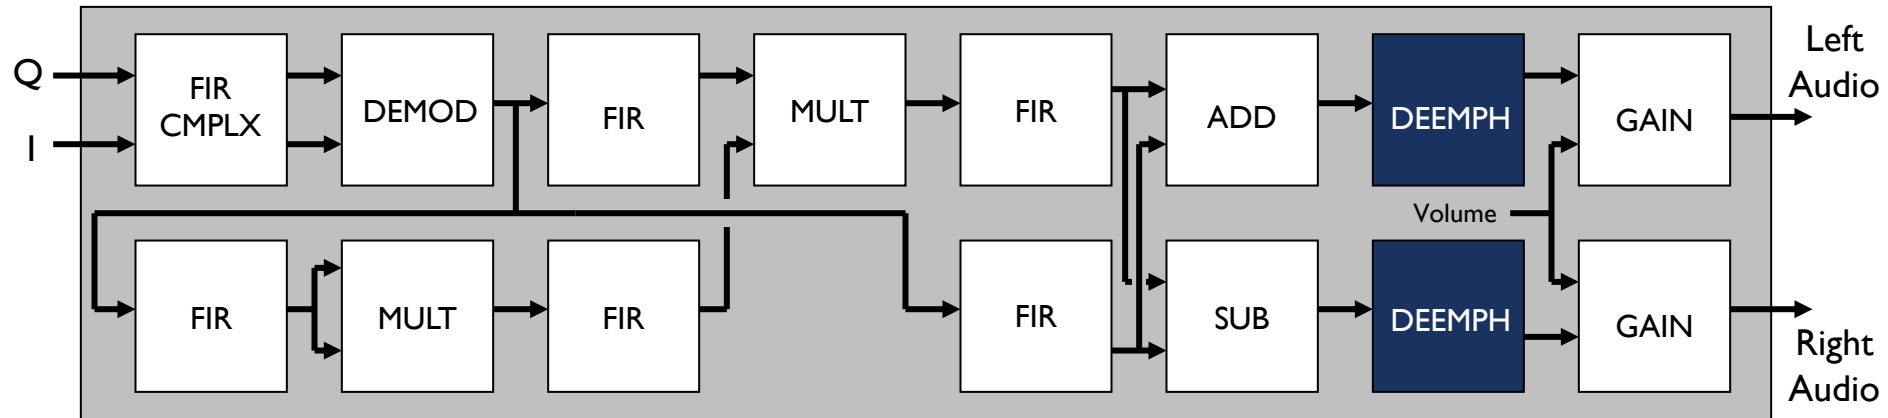 Q
I
FIR
CMPLX
DEMOD
FIR
MULT
FIR
ADD
DEEMPH
GAIN
Left
Audio
Volume
FIR
MULT
FIR
FIR
SUB
DEEMPH
GAIN
Right
Audio